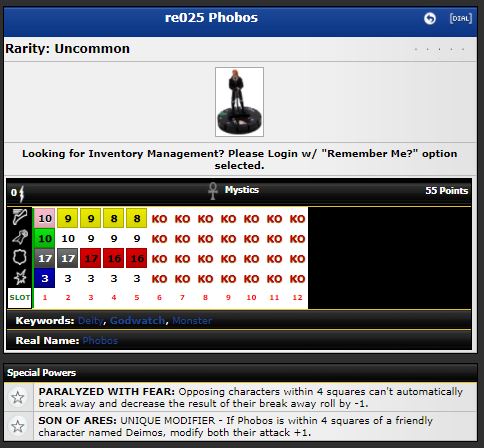 re025 Phobos
[DIAL]
Rarity: Uncommon
Looking for Inventory Management? Please Login w/ "Remember Me?" option
selected.
0 Mystics 55 Points
10 9 9 8 8 KO KO KO KO KO KO KO
10 10 9 9 9 KO KO KO KO KO KO KO
17 17 17 16 16 KO KO KO KO KO KO KO
3 3 3 3 3 KO KO KO KO KO KO KO
SLOT 1 2 3 4 5 6 7 8 9 10 11 12
Keywords: Deity, Godwatch, Monster
Real Name: Phobos
Special Powers
PARALYZED WITH FEAR: Opposing characters within 4 squares can't automatically
break away and decrease the result of their break away roll by -1.
SON OF ARES: UNIQUE MODIFIER - If Phobos is within 4 squares of a friendly
character named Deimos, modify both their attack +1.